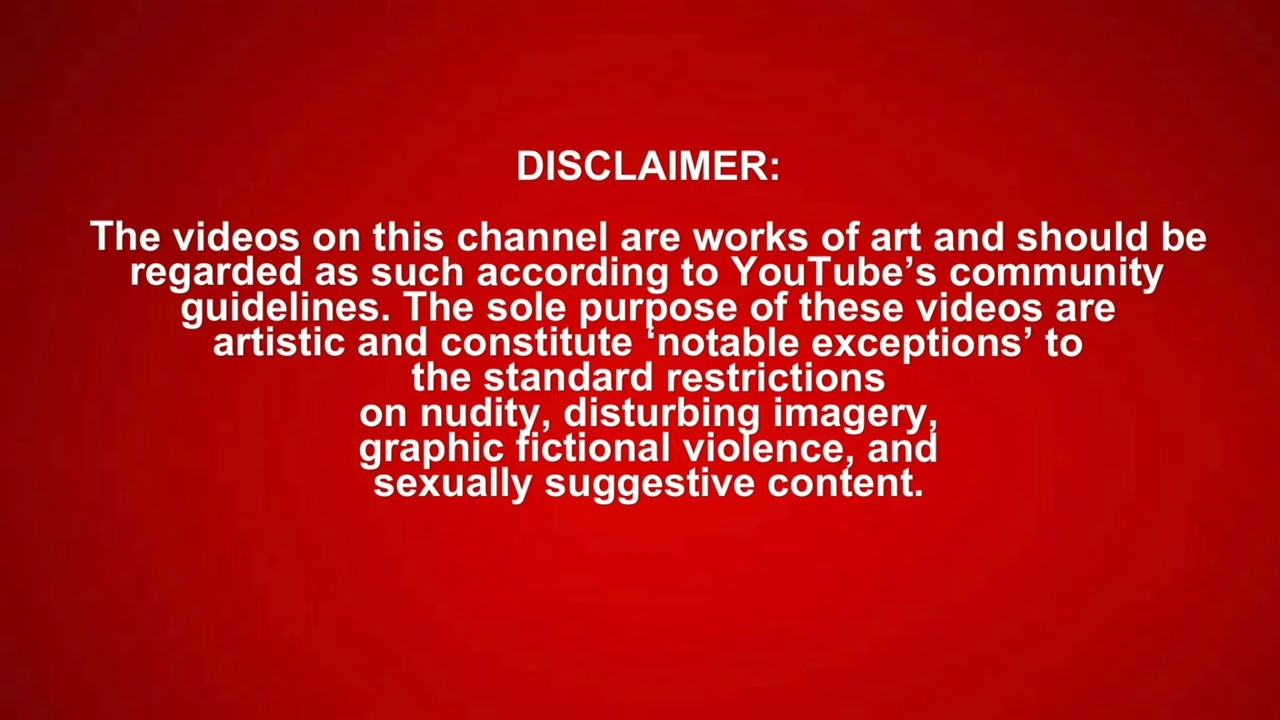 DISCLAIMER:
The videos on this channel are works of art and should be
regarded as such according to YouTube’s community
guidelines. The sole purpose of these videos are
artistic and constitute ‘notable exceptions’ to
the standard restrictions
on nudity, disturbing imagery,
graphic fictional violence, and
sexually suggestive content.